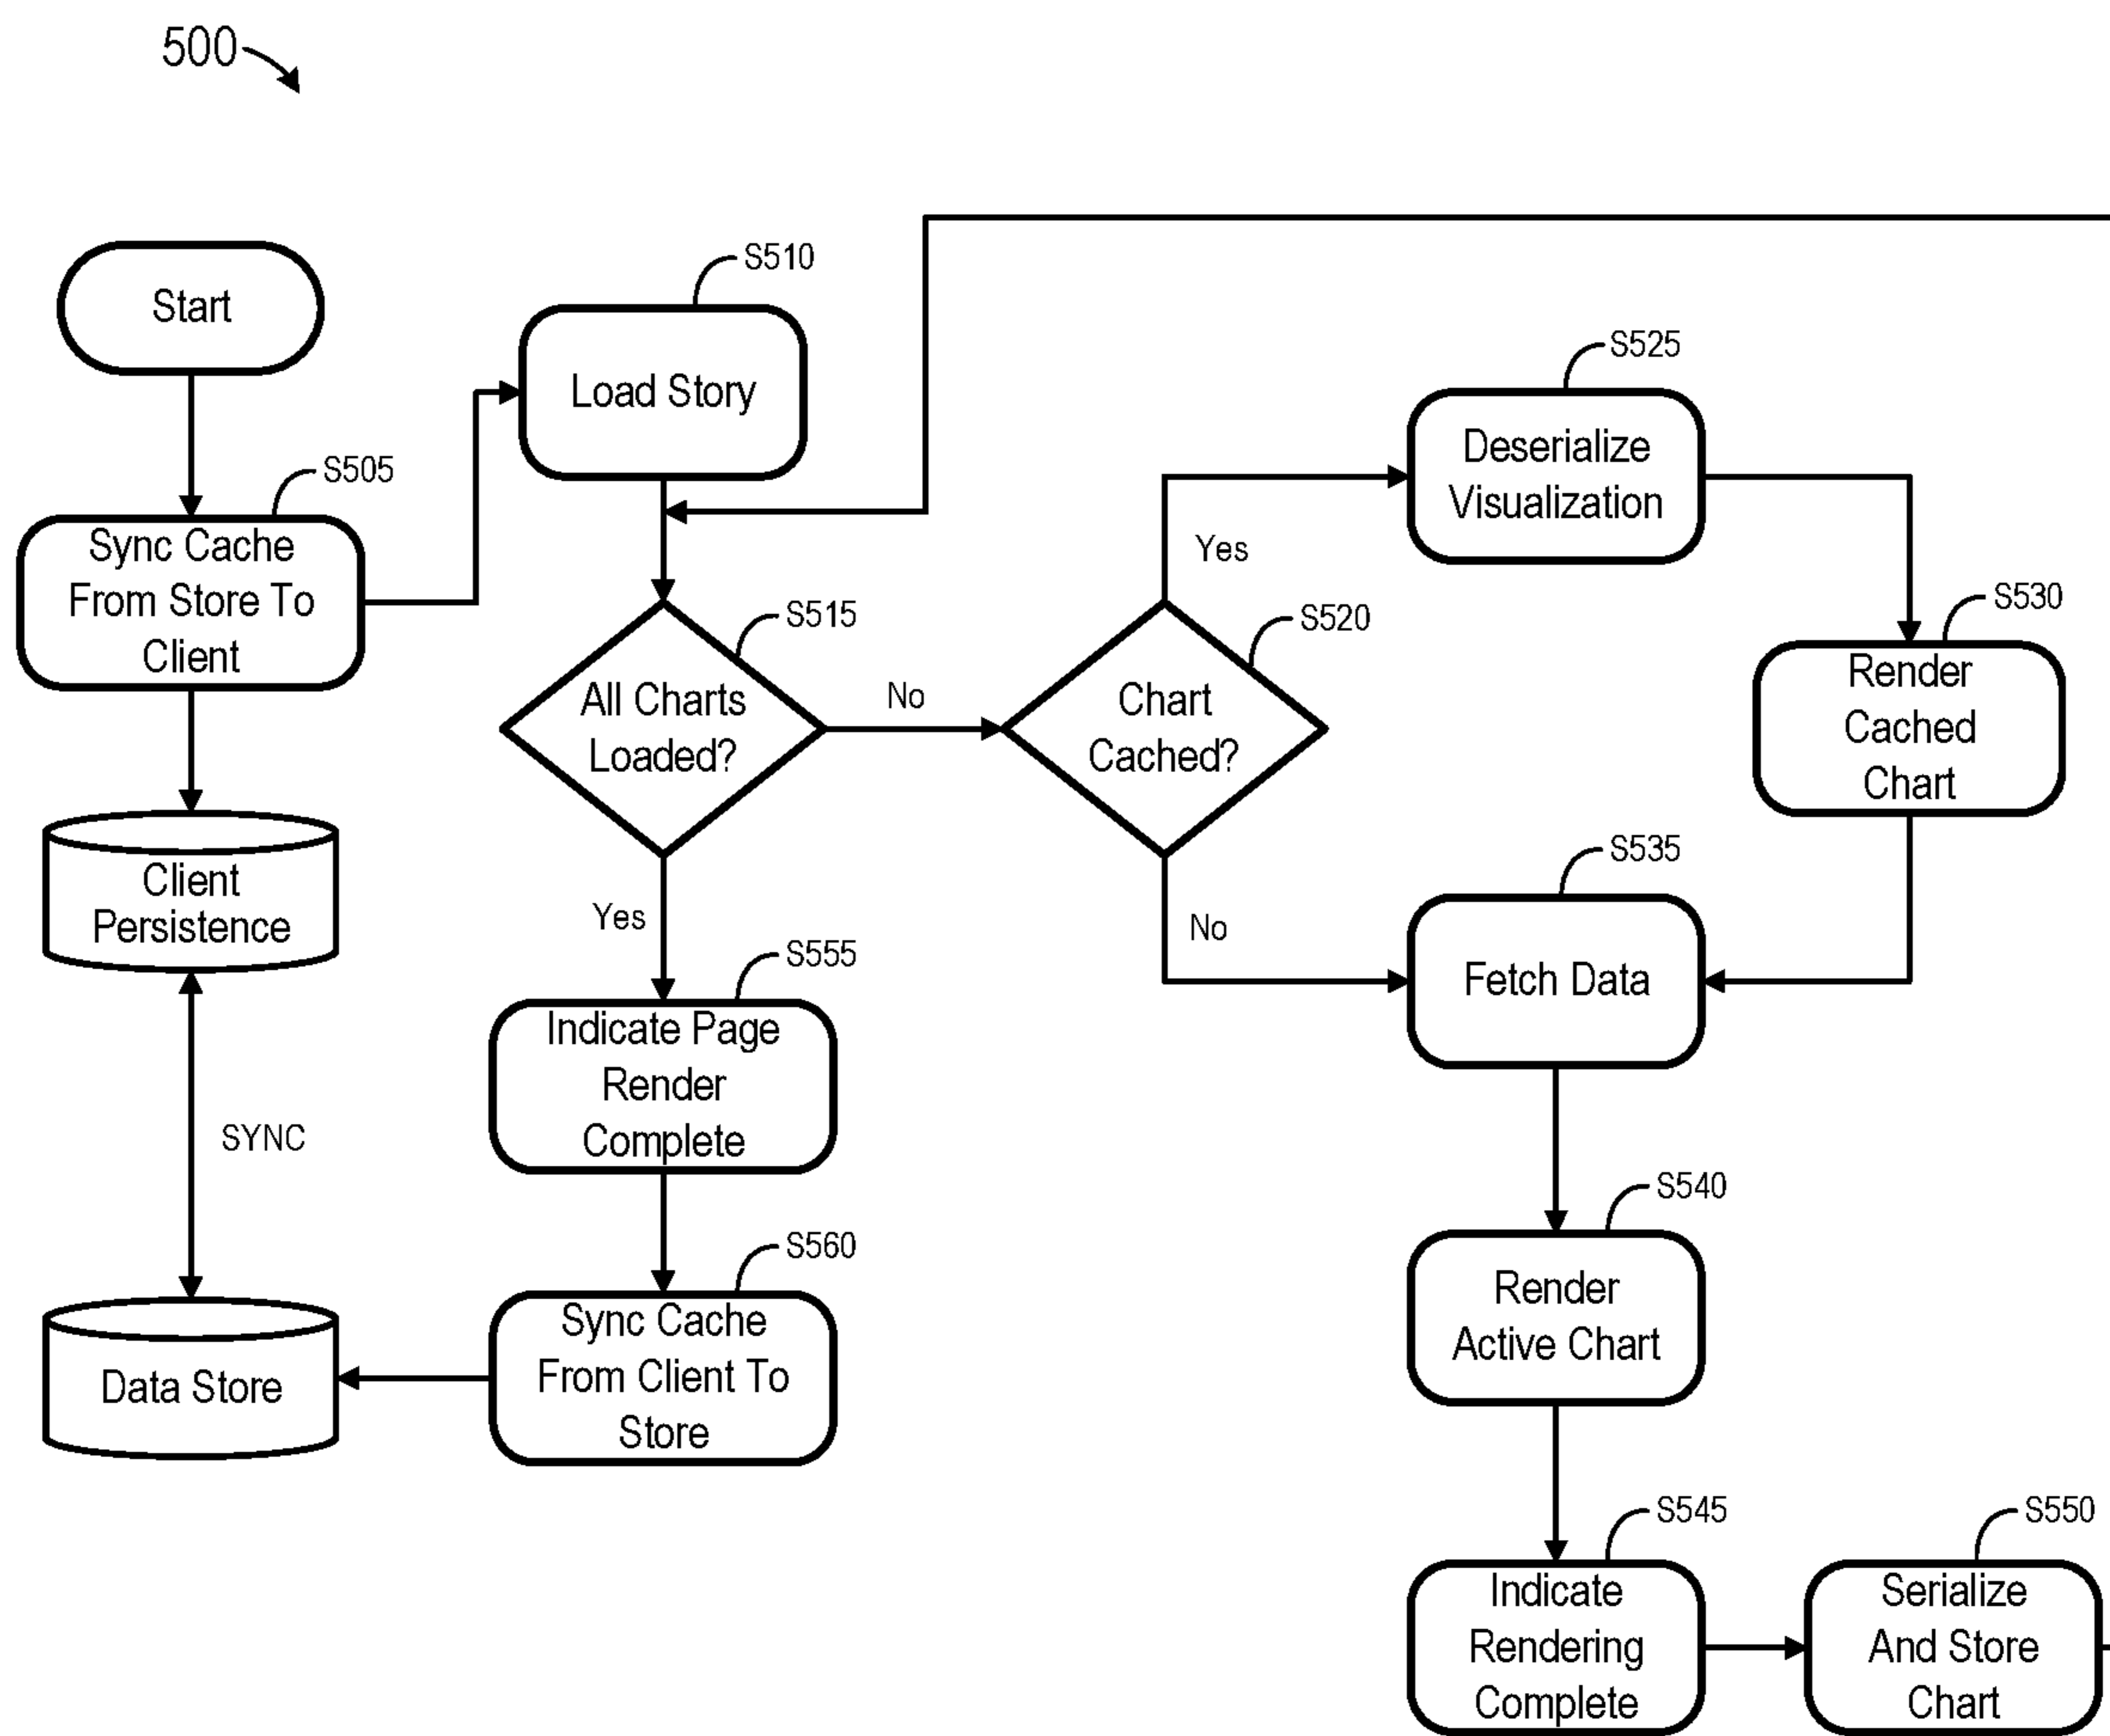 500
Start
S505
Sync Cache
From Store To
Client
Client
Persistence
SYNC
Data Store
S510
Load Story
S515
All Charts
Loaded?
No
Yes
S555
Indicate Page
Render
Complete
S560
Sync Cache
From Client To
Store
S520
Chart
Cached?
Yes
No
S525
Deserialize
Visualization
S530
Render
Cached
Chart
S535
Fetch Data
S540
Render
Active Chart
S545
Indicate
Rendering
Complete
S550
Serialize
And Store
Chart